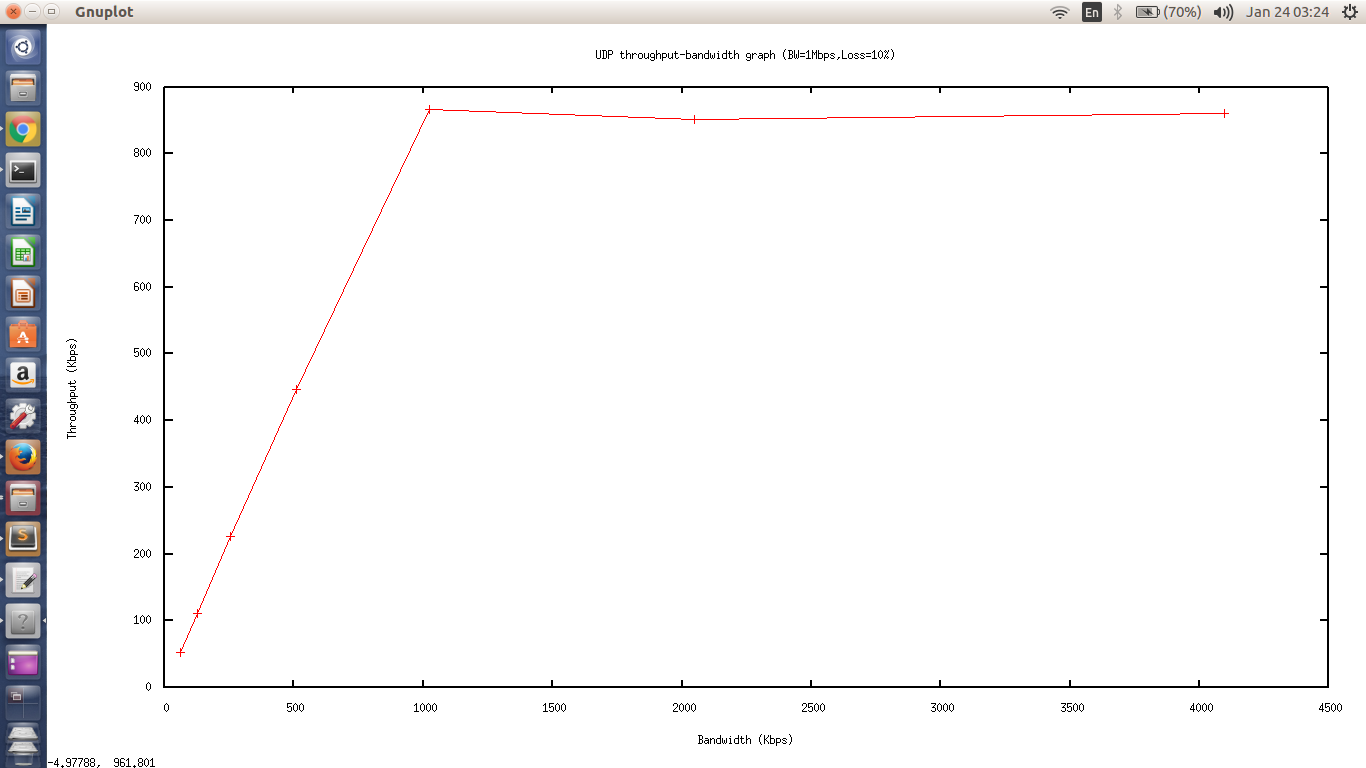 Gnuplot
En
(70%)
Jan 24 03:24
UDP throughput-bandwidth graph (BW=1Mbps,Loss=10%)
900
800
700
600
500
400
300
200
100
0
Throughput (Kbps)
0 500 1000 1500 2000 2500 3000 3500 4000 4500
Bandwidth (Kbps)
-4.97788, 961.801